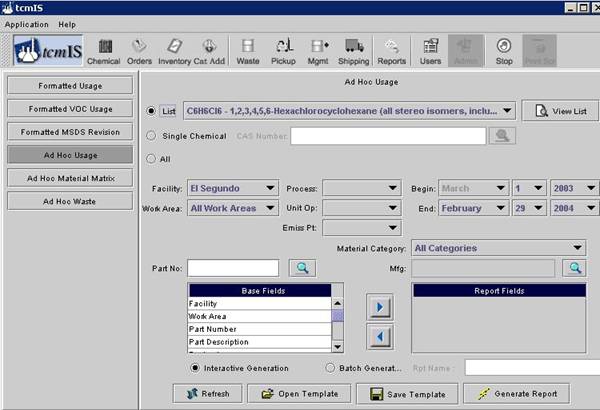 tcmIS
Application Help
tcmIS Chemical Orders Inventory Cat Add Waste Pickup Mgmt Shipping Reports Users Admin Stop Print Scr
Ad Hoc Usage
Formatted Usage
Formatted VOC Usage
Formatted MSDS Revision
Ad Hoc Usage
Ad Hoc Material Matrix
Ad Hoc Waste
List C6H6Cl6 - 1,2,3,4,5,6-Hexachlorocyclohexane (all stereo isomers, inclu... View List
Single Chemical CAS Number:
All
Facility: El Segundo Process: Begin: March 1 2003
Work Area: All Work Areas Unit Op: End: February 29 2004
Emiss Pt:
Material Category: All Categories
Part No: Mfg:
Base Fields Report Fields
Facility
Work Area
Part Number
Part Description
Interactive Generation Batch Generat... Rpt Name :
Refresh Open Template Save Template Generate Report